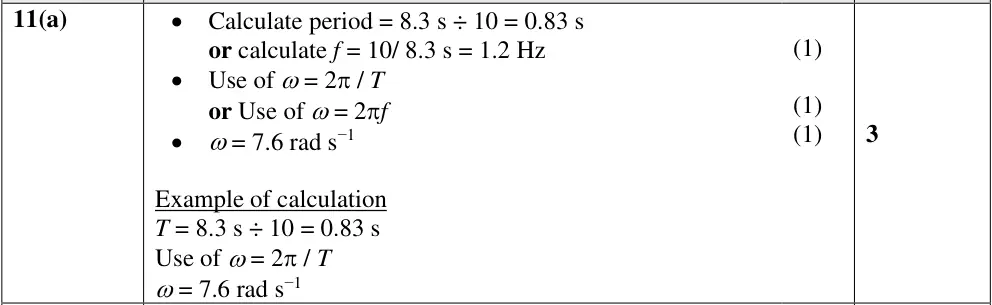 11(a)
• Calculate period = 8.3 s ÷ 10 = 0.83 s
or calculate f = 10/ 8.3 s = 1.2 Hz (1)
• Use of ω = 2π / T
or Use of ω = 2πf (1)
• ω = 7.6 rad s⁻¹ (1)
3
Example of calculation
T = 8.3 s ÷ 10 = 0.83 s
Use of ω = 2π / T
ω = 7.6 rad s⁻¹